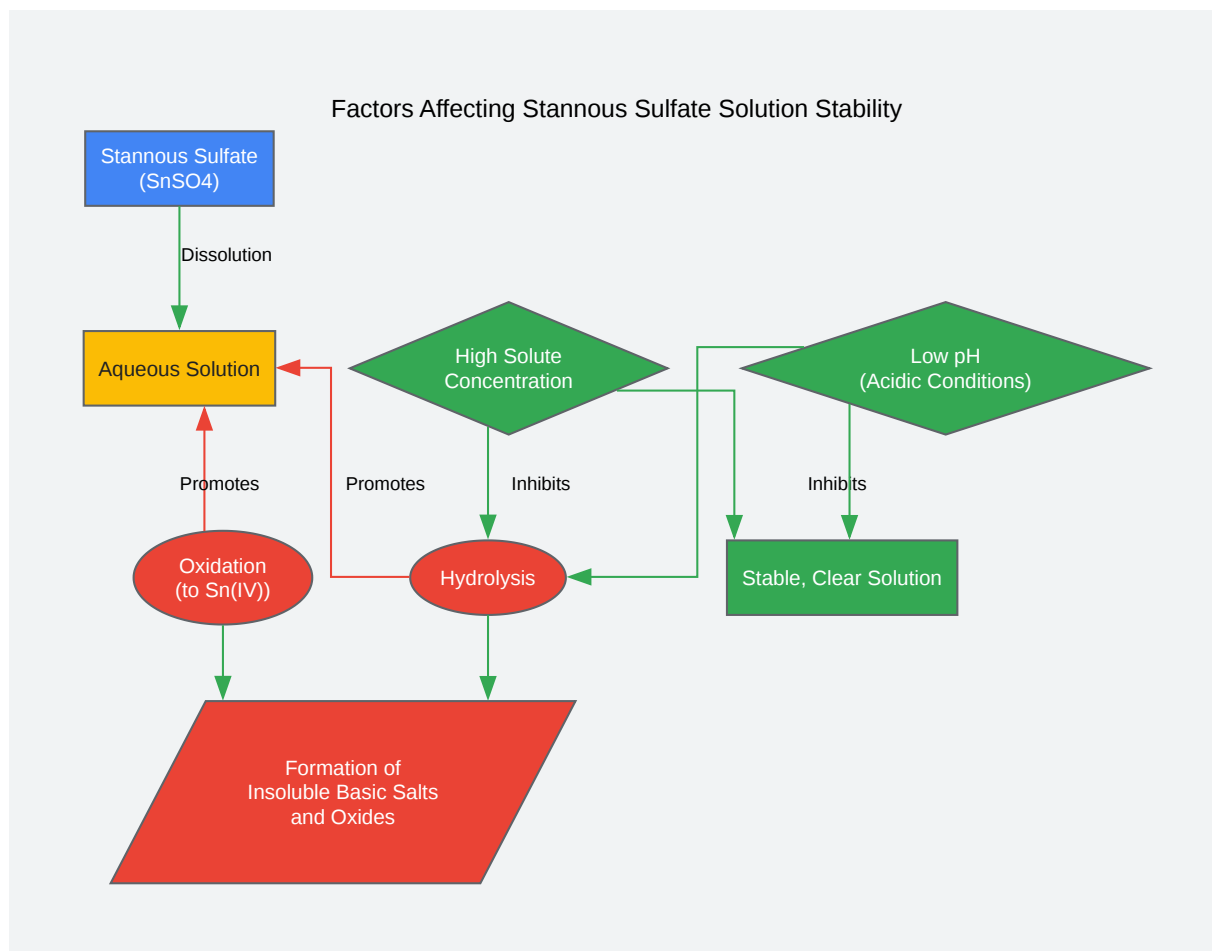 Factors Affecting Stannous Sulfate Solution Stability
Stannous Sulfate
(SnSO4)
Dissolution
Aqueous Solution
High Solute
Concentration
Low pH
(Acidic Conditions)
Promotes
Promotes
Inhibits
Inhibits
Oxidation
(to Sn(IV))
Hydrolysis
Stable, Clear Solution
Formation of
Insoluble Basic Salts
and Oxides